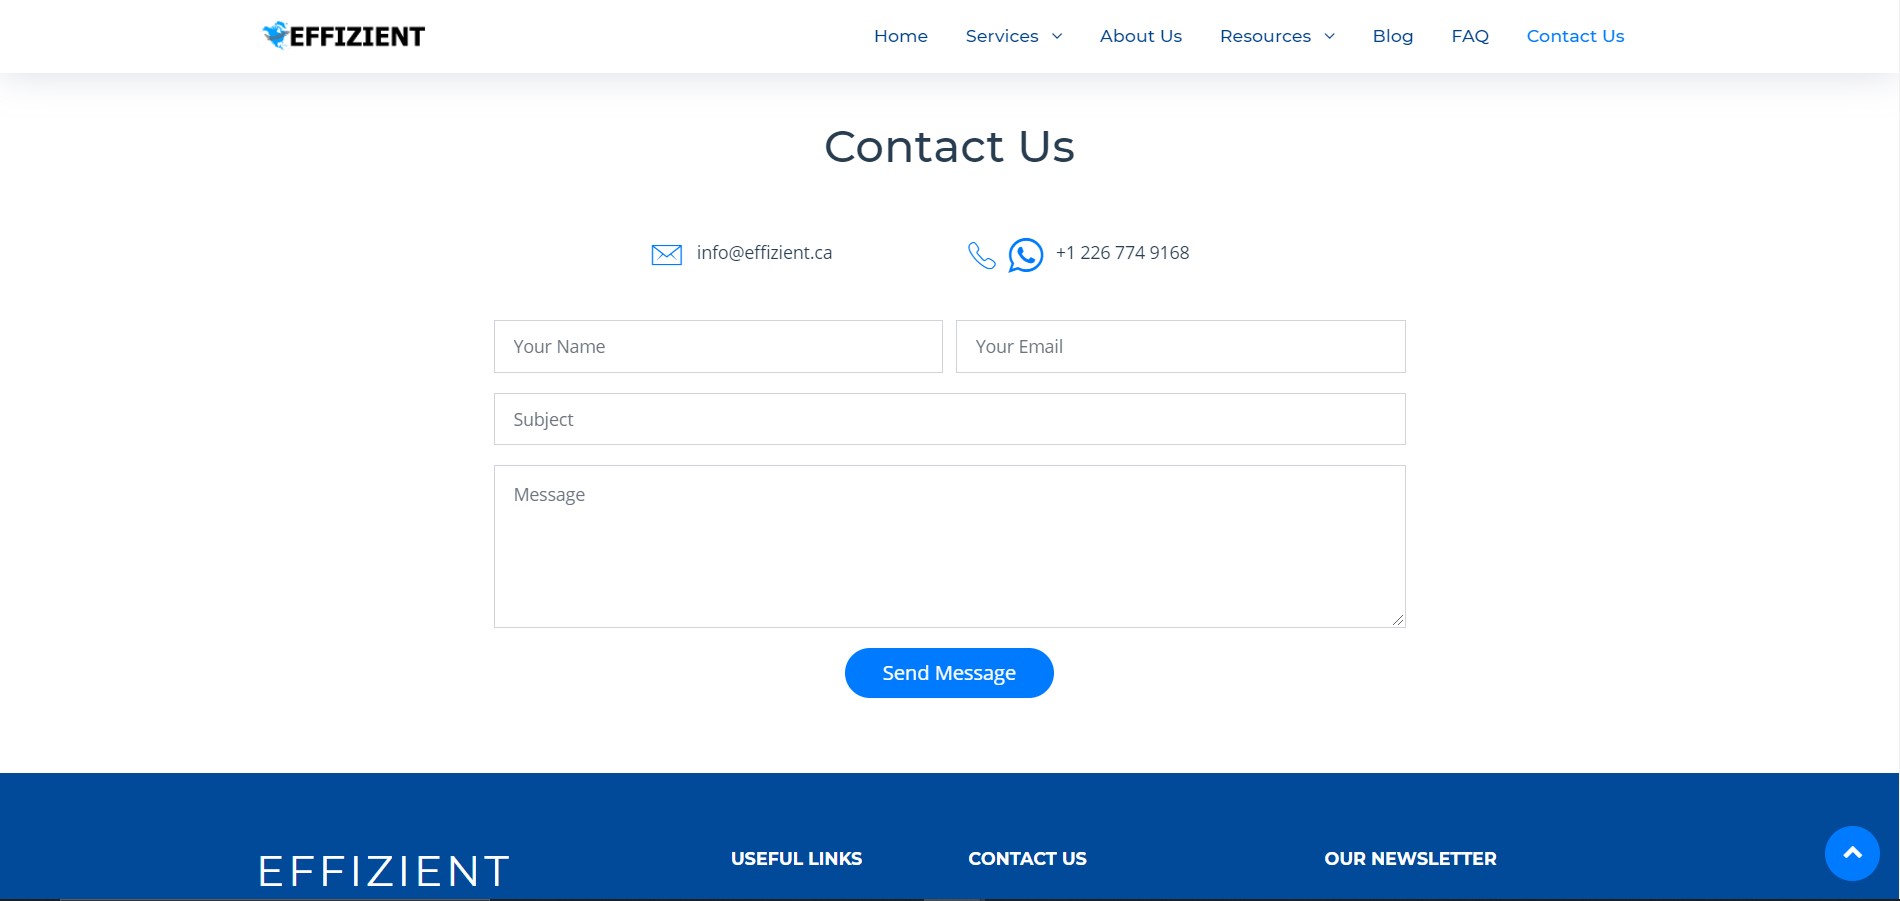 EFFIZIENT
Home Services About Us Resources Blog FAQ Contact Us
Contact Us
info@effizient.ca +1 226 774 9168
Your Name Your Email
Subject
Message
Send Message
EFFIZIENT USEFUL LINKS CONTACT US OUR NEWSLETTER